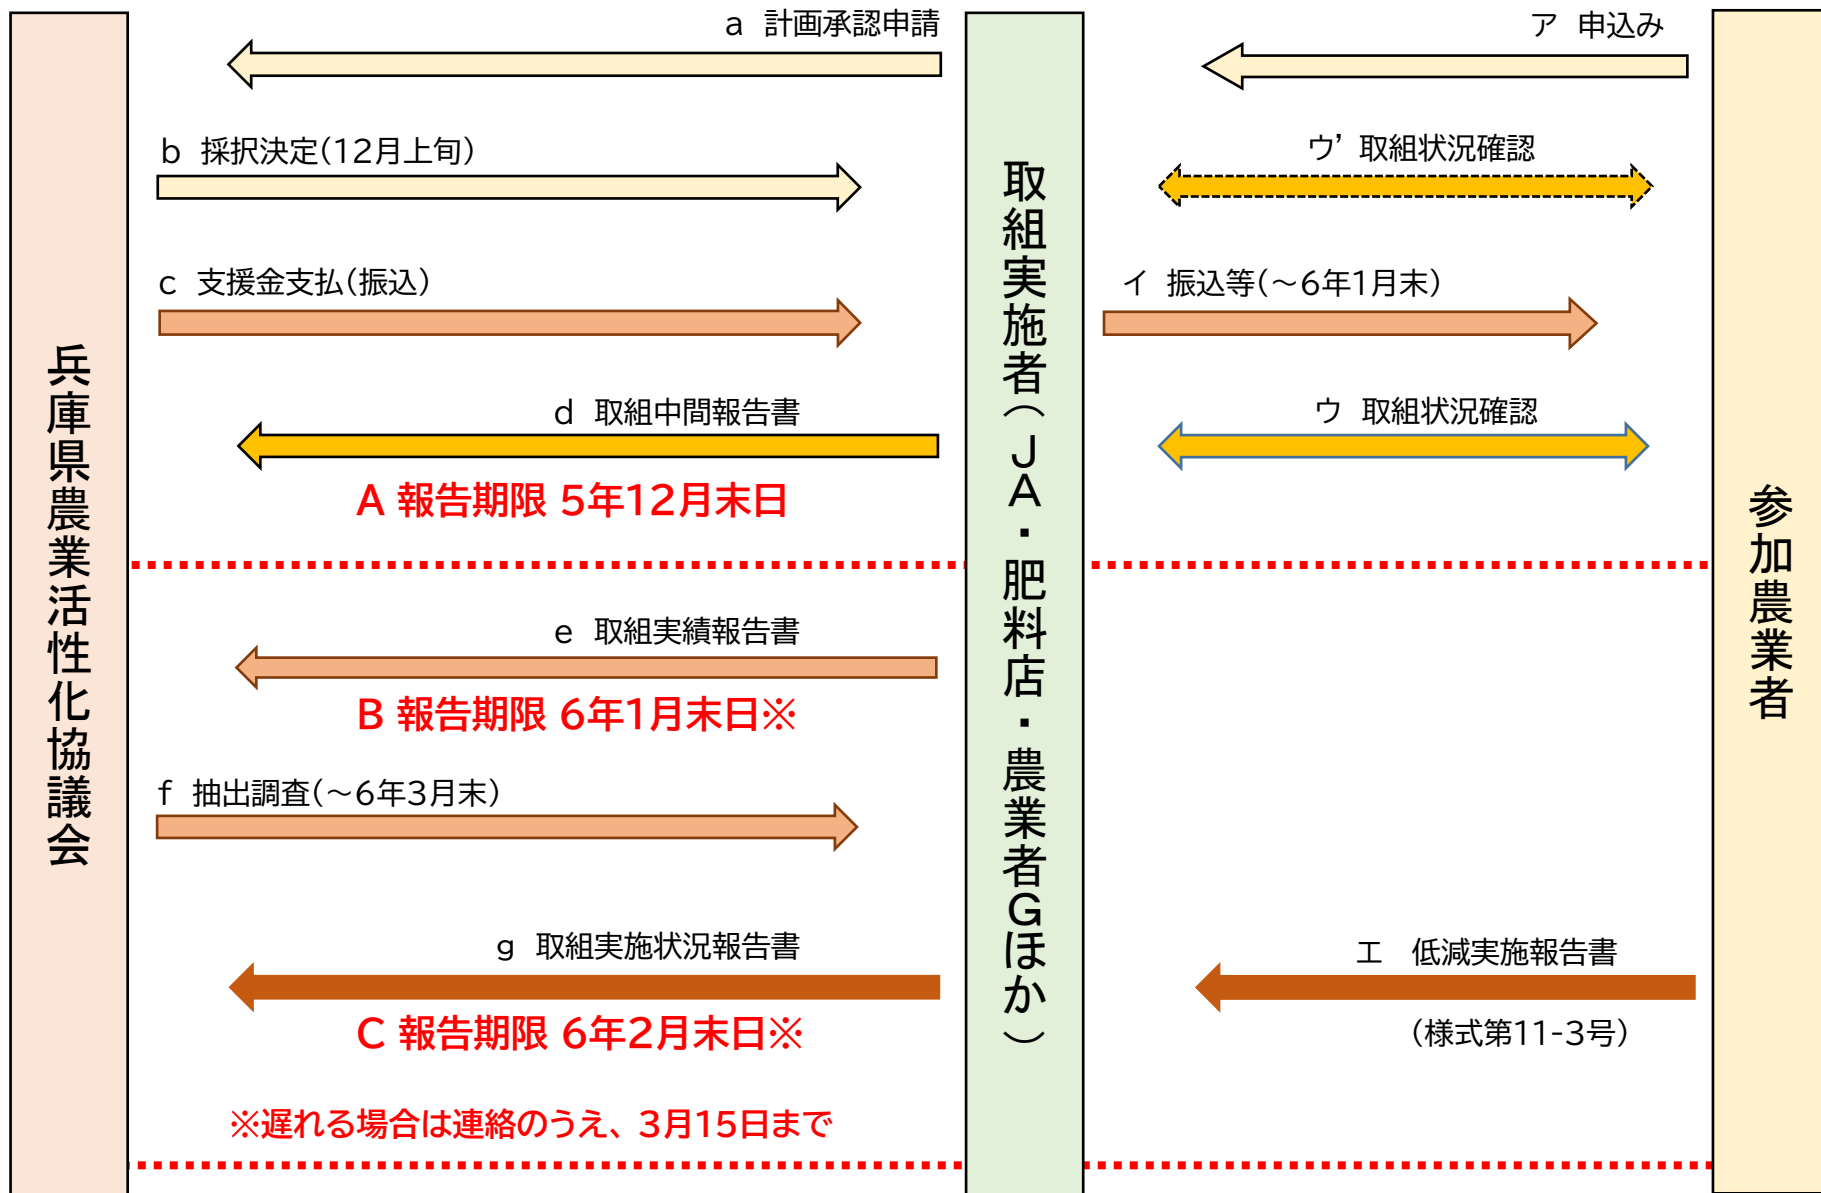 a 計画承認申請
ア 申込み
b 採択決定(12月上旬)
ウ' 取組状況確認
c 支援金支払(振込)
イ 振込等(～6年1月末)
d 取組中間報告書
ウ 取組状況確認
A 報告期限 5年12月末日
e 取組実績報告書
B 報告期限 6年1月末日※
f 抽出調査(～6年3月末)
g 取組実施状況報告書
エ 低減実施報告書
C 報告期限 6年2月末日※
(様式第11-3号)
※遅れる場合は連絡のうえ、3月15日まで
兵庫県農業活性化協議会
取組実施者(JA・肥料店・農業者Gほか)
参加農業者